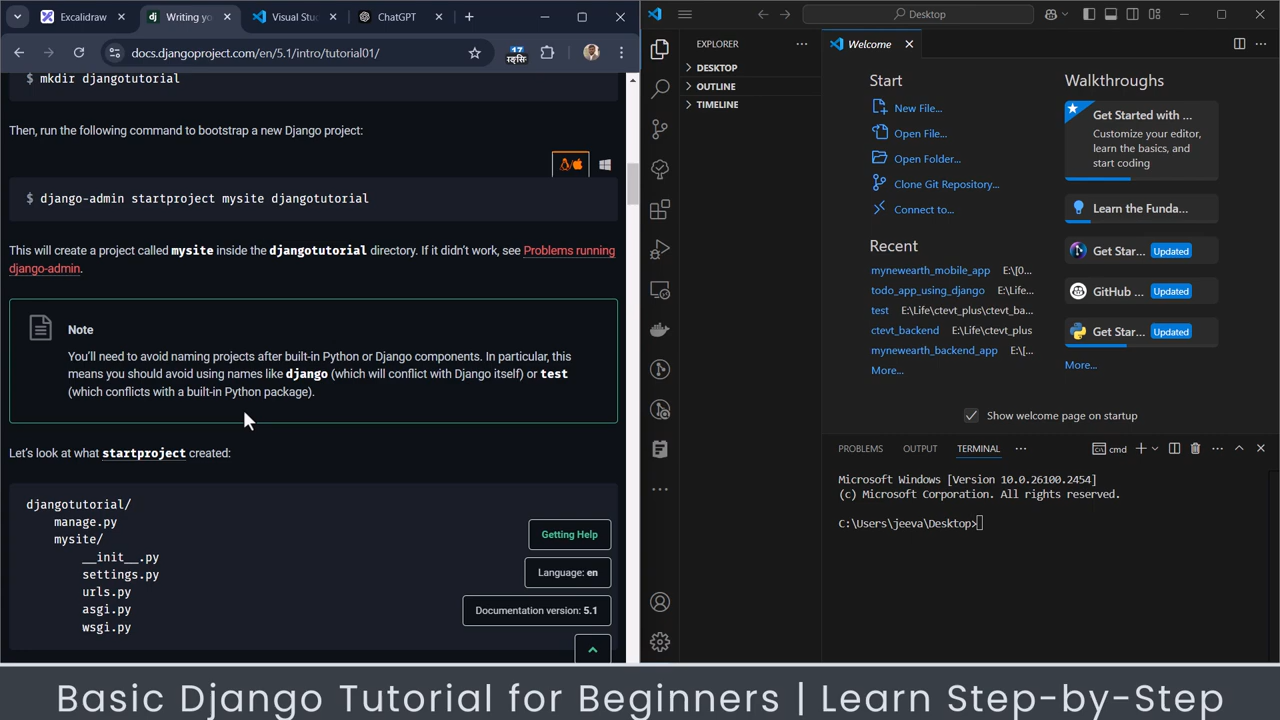 Excalidraw
Writing yo
Visual Stu
ChatGPT
docs.djangoproject.com/en/5.1/intro/tutorial01/
17
$ mkdir djangotutorial
Then, run the following command to bootstrap a new Django project:
$ django-admin startproject mysite djangotutorial
This will create a project called mysite inside the djangotutorial directory. If it didn't work, see Problems running
django-admin.
Note
You'll need to avoid naming projects after built-in Python or Django components. In particular, this
means you should avoid using names like django (which will conflict with Django itself) or test
(which conflicts with a built-in Python package).
Let's look at what startproject created:
djangotutorial/
manage.py
mysite/
__init__.py
settings.py
urls.py
asgi.py
wsgi.py
Getting Help
Language: en
Documentation version: 5.1
Desktop
EXPLORER
DESKTOP
OUTLINE
TIMELINE
Welcome
Start
New File...
Open File...
Open Folder...
Clone Git Repository...
Connect to...
Recent
mynewearth_mobile_app E:\[0...
todo_app_using_django E:\Life...
test E:\Life\ctevt_plus\ctevt_ba...
ctevt_backend E:\Life\ctevt_plus
mynewearth_backend_app E:\[...
More...
Walkthroughs
Get Started with ...
Customize your editor,
learn the basics, and
start coding
Learn the Funda...
Get Star... Updated
GitHub ... Updated
Get Star... Updated
More...
Show welcome page on startup
PROBLEMS OUTPUT TERMINAL
cmd
Microsoft Windows [Version 10.0.26100.2454]
(c) Microsoft Corporation. All rights reserved.
C:\Users\jeeva\Desktop>
Basic Django Tutorial for Beginners | Learn Step-by-Step